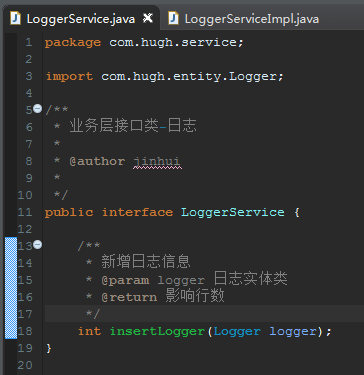 LoggerService.java LoggerServiceImpl.java
1 package com.hugh.service;
2
3 import com.hugh.entity.Logger;
4
5 /**
6 * 业务层接口类-日志
7 *
8 * @author jinhui
9 *
10 */
11 public interface LoggerService {
12
13 /**
14 * 新增日志信息
15 * @param logger 日志实体类
16 * @return 影响行数
17 */
18 int insertLogger(Logger logger);
19 }
20